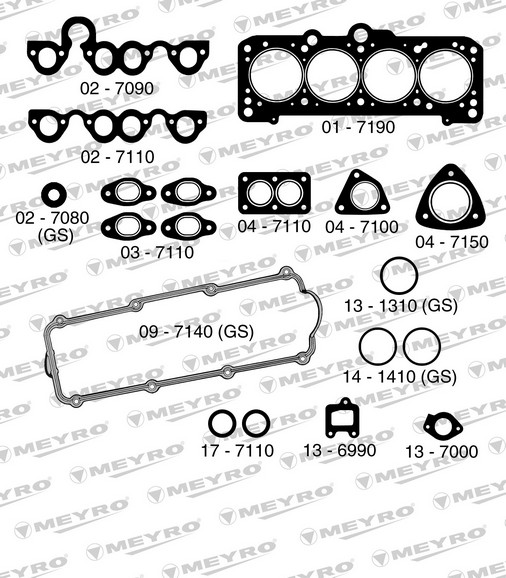 02 - 7090
01 - 7190
02 - 7110
02 - 7080
(GS)
03 - 7110
04 - 7110
04 - 7100
04 - 7150
13 - 1310 (GS)
09 - 7140 (GS)
14 - 1410 (GS)
17 - 7110
13 - 6990
13 - 7000
MEYRO®